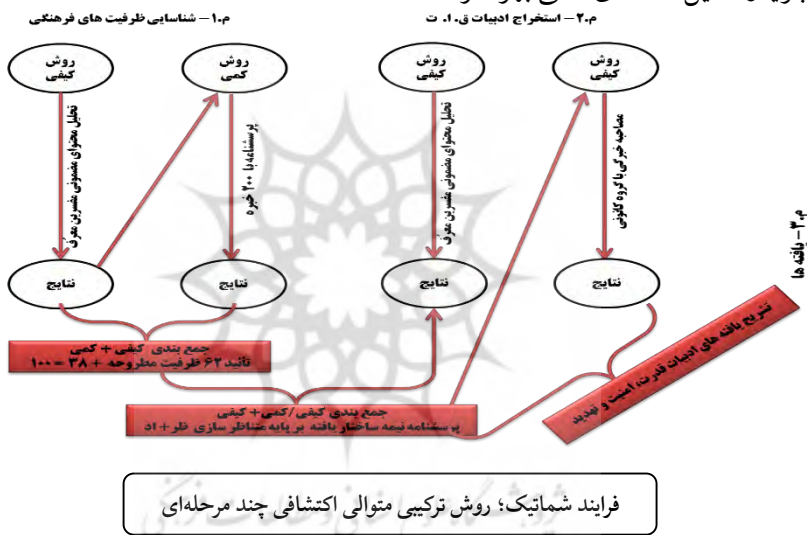 م.۱– شناسایی ظرفیت های فرهنگی
م.۲– استخراج ادبیات ق. ا. ت
روش
کیفی
روش
کمی
روش
کیفی
روش
کیفی
تحلیل محتوای مضمونی مفسرین معرف
پرسشنامه با ۲۰۰ خبره
تحلیل محتوای مضمونی مفسرین معرف
مصاحبه خبرگی با گروه کانونی
نتایج
نتایج
نتایج
نتایج
م.۳– یافته ها
جمع بندی کیفی + کمی
تائید ۶۲ ظرفیت مطروحه + ۳۸ = ۱۰۰
جمع بندی کیفی/کمی+ کیفی
پرسشنامه نیمه ساختار یافته بر پایه متناظر سازی ظر+ اد
تشریح یافته های ادبیات قدرت، امنیت و تهدید
فرایند شماتیک؛ روش ترکیبی متوالی اکتشافی چند مرحله‌ای